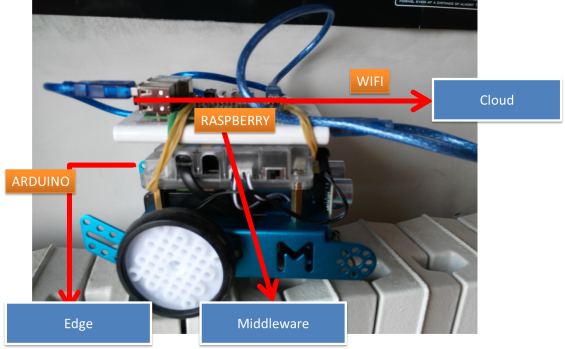 WIFI
Cloud
RASPBERRY
ARDUINO
M
Edge
Middleware